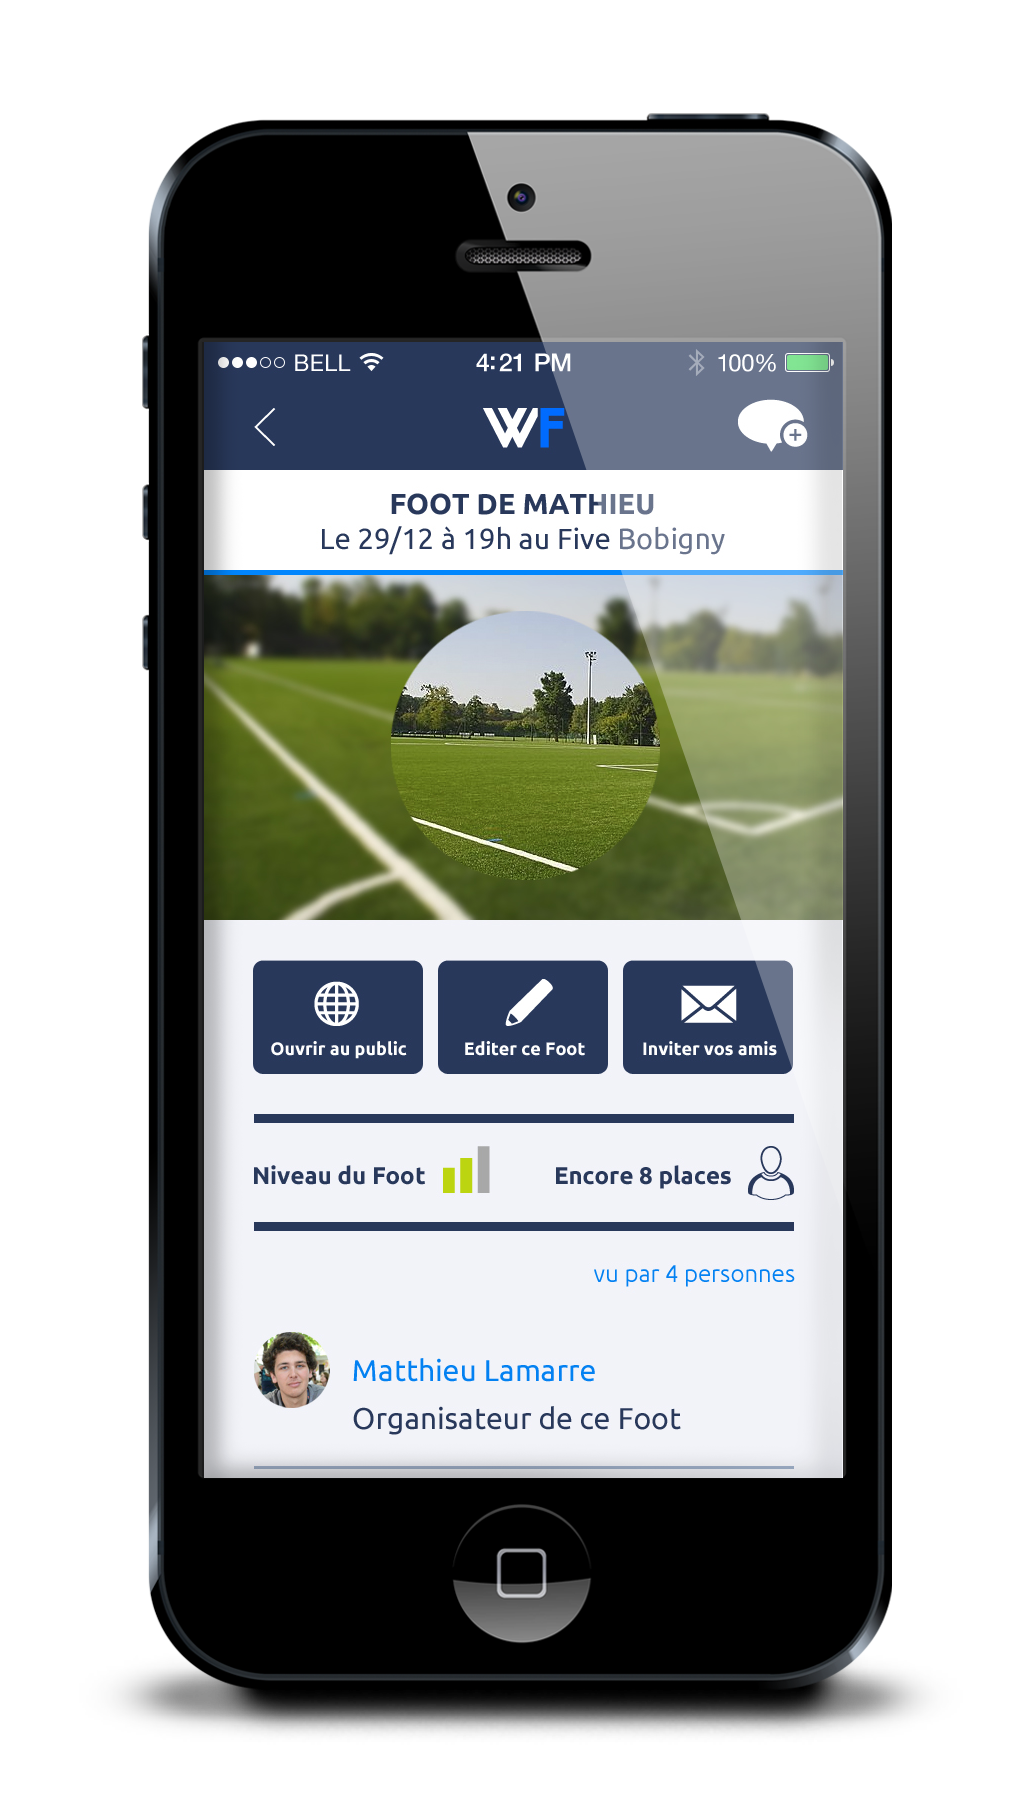 BELL 4:21 PM 100%
WF
FOOT DE MATHIEU
Le 29/12 à 19h au Five Bobigny
Ouvrir au public Editer ce Foot Inviter vos amis
Niveau du Foot Encore 8 places
vu par 4 personnes
Matthieu Lamarre
Organisateur de ce Foot